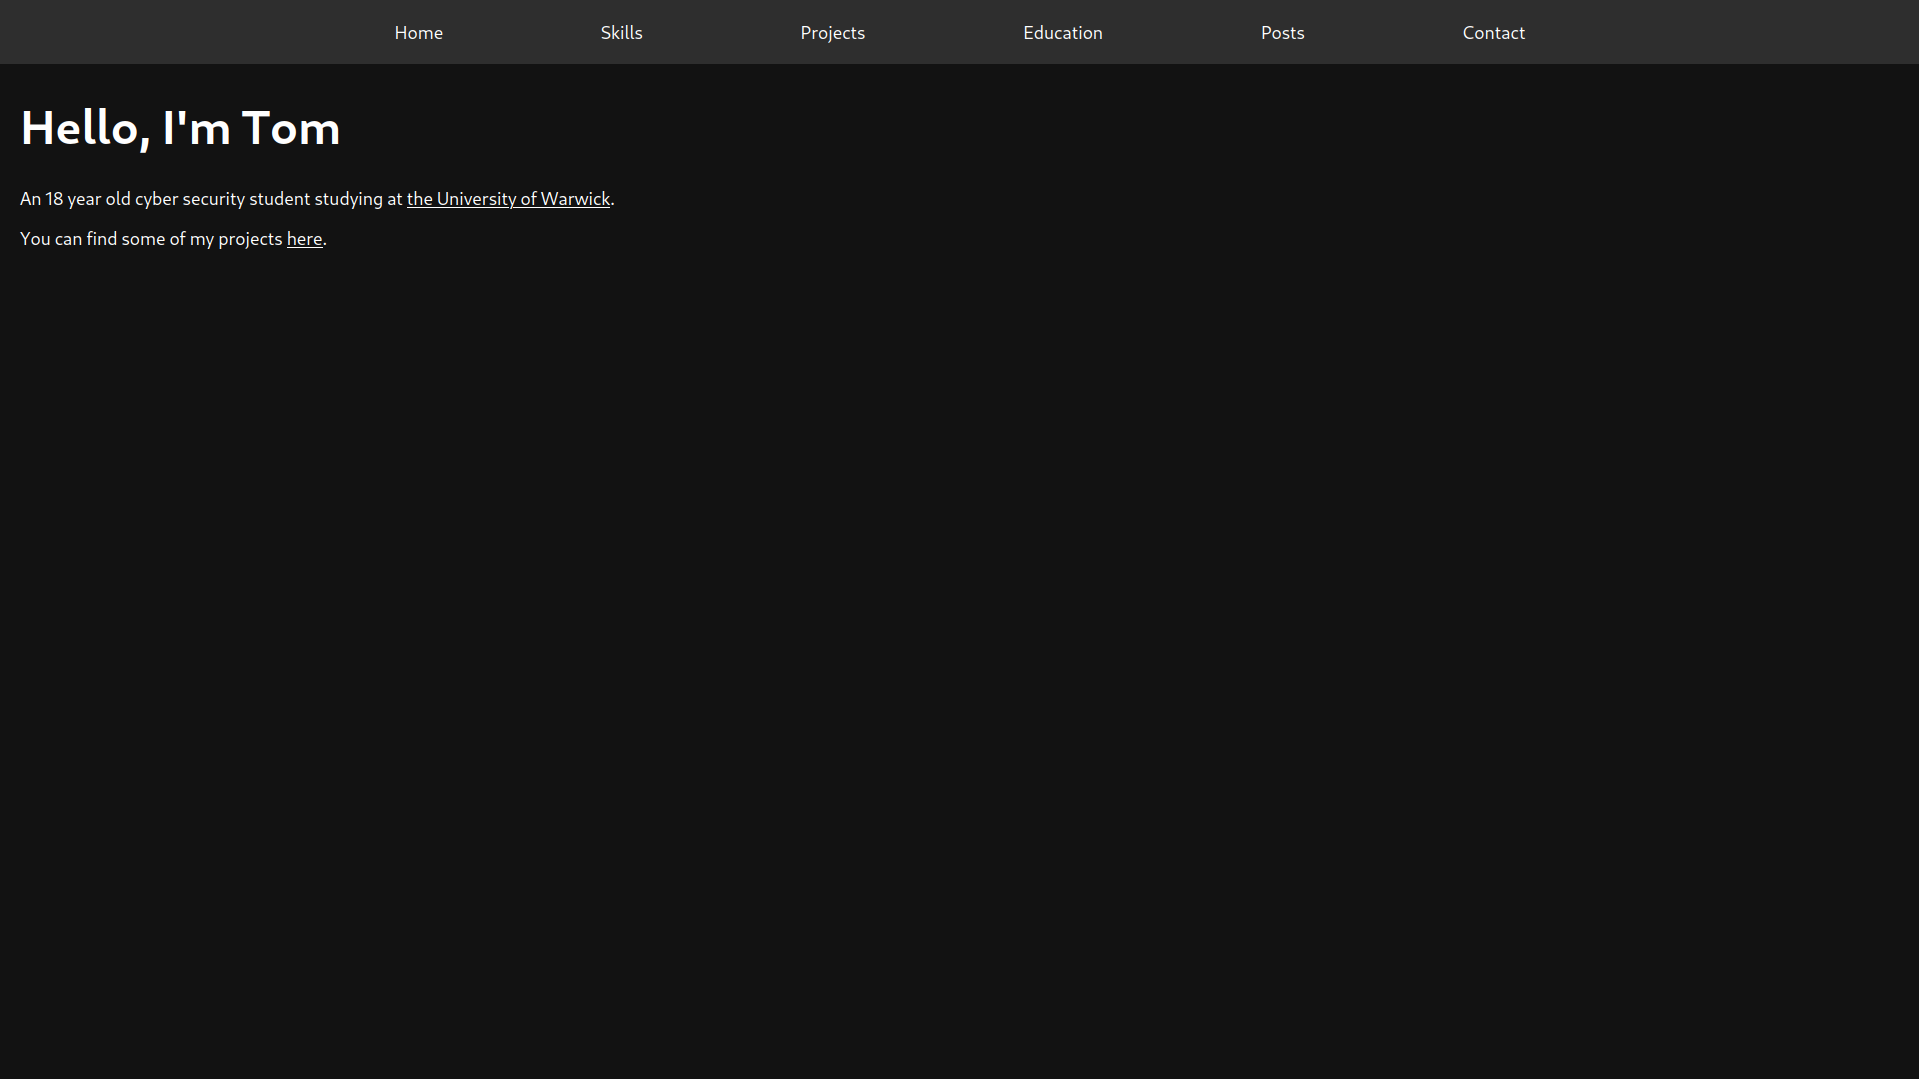 Home Skills Projects Education Posts Contact
Hello, I'm Tom
An 18 year old cyber security student studying at the University of Warwick.
You can find some of my projects here.